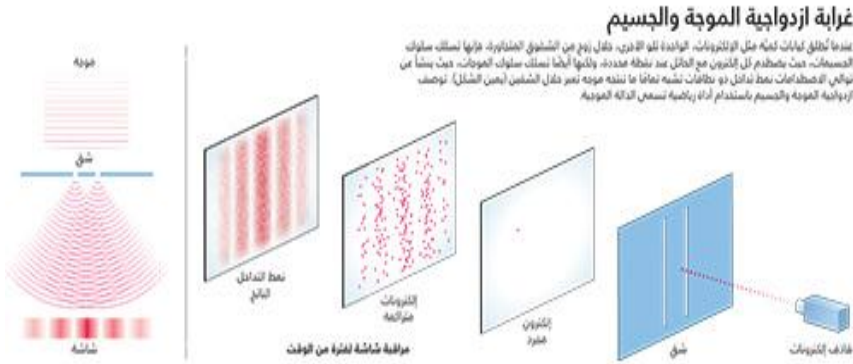 غرابة ازدواجية الموجة والجسيم
عندما تُطلق كيانات كميّة مثل الإلكترونات، الواحدة تلو الأخرى، خلال زوج من الشقوق المتجاورة، فإنها تسلك سلوك
الجسيمات، حيث يصطدم كل إلكترون مع الحائل عند نقطة محددة، ولكنها أيضًا تسلك سلوك الموجات، حيث ينشأ عن
توالي الاصطدامات نمط تداخل ذو نطاقات تشبه تمامًا ما تنتجه موجة تمر خلال الشقين (يمين الشكل). توصف
ازدواجية الموجة والجسيم باستخدام أداة رياضية تسمى الدالة الموجية.
موجة
شق
شاشة
نمط التداخل
الناتج
إلكترونات
متراكمة
إلكترون
منفرد
شق
قاذف إلكترونات
مراقبة شاشة لفترة من الوقت